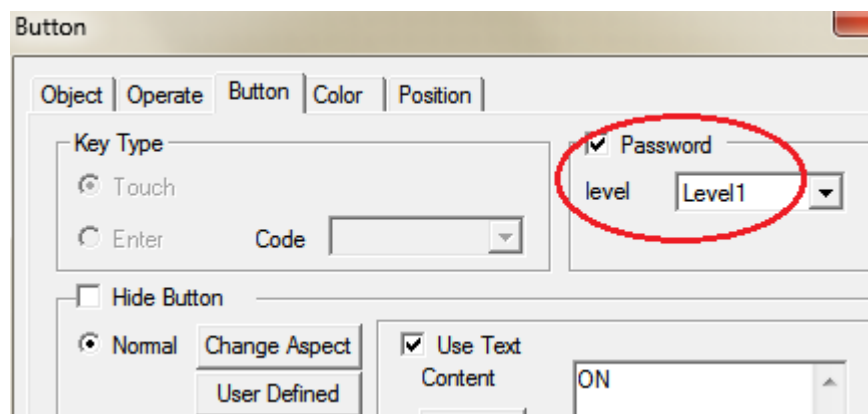 Button
Object Operate Button Color Position
Key Type
Touch
Enter Code
Password
level Level1
Hide Button
Normal Change Aspect
User Defined
Use Text
Content ON